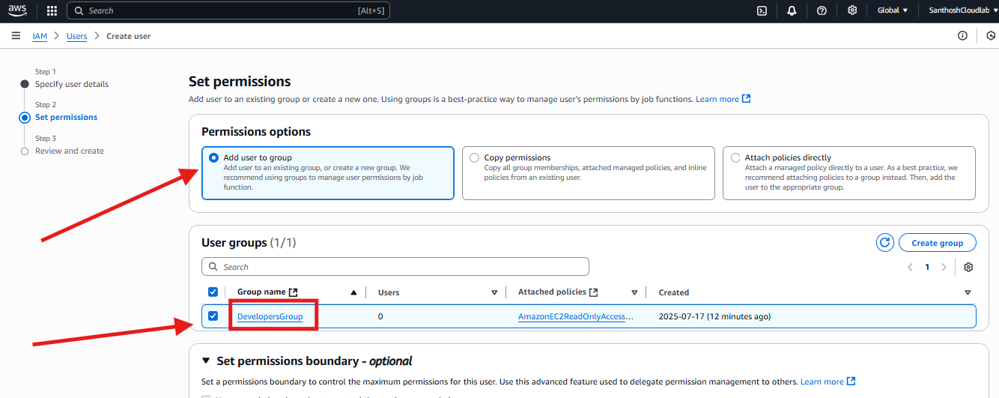 aws
Search [Alt+S] Global SanthoshCloudlab
IAM > Users > Create user
Step 1
Specify user details
Step 2
Set permissions
Step 3
Review and create
Set permissions
Add user to an existing group or create a new one. Using groups is a best-practice way to manage user's permissions by job functions. Learn more
Permissions options
Add user to group
Add user to an existing group, or create a new group. We
recommend using groups to manage user permissions by job
function.
Copy permissions
Copy all group memberships, attached managed policies, and inline
policies from an existing user.
Attach policies directly
Attach a managed policy directly to a user. As a best practice, we
recommend attaching policies to a group instead. Then, add the
user to the appropriate group.
User groups (1/1)
Create group
Search
1
Group name Users Attached policies Created
DevelopersGroup 0 AmazonEC2ReadOnlyAccess... 2025-07-17 (12 minutes ago)
Set permissions boundary - optional
Set a permissions boundary to control the maximum permissions for this user. Use this advanced feature used to delegate permission management to others. Learn more